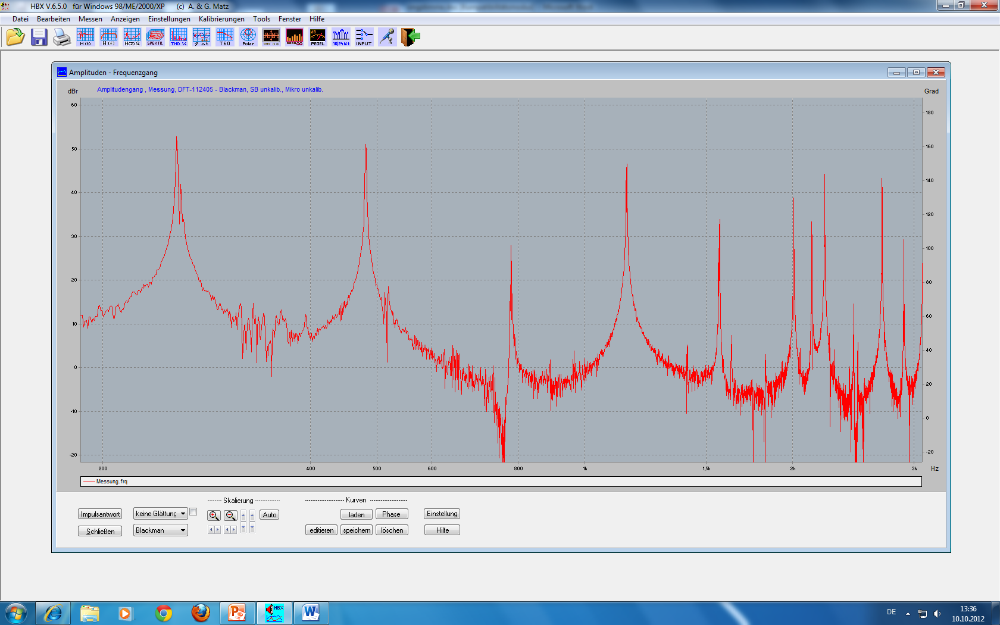 HBX V.6.5.0 für Windows 98/ME/2000/XP (c) A. & G. Matz
Datei Bearbeiten Messen Anzeigen Einstellungen Kalibrierungen Tools Fenster Hilfe
H(t) H(f) H(2)Ω SPEKTR. THD % φ Δt T60 Polar dB PEGEL 16|24bit INPUT
Amplituden - Frequenzgang
dBr Amplitudengang , Messung, DFT-112405 - Blackman, SB unkalib., Mikro unkalib. Grad
60
180
50
160
140
40
120
30
100
20
80
60
10
40
0
20
-10
0
-20
-20
200 400 500 600 800 1k 1,5k 2k 3k Hz
Messung.frq
Skalierung Kurven
Impulsantwort keine Glättung Auto laden Phase Einstellung
Schließen Blackman editieren speichern löschen Hilfe
HBX
DE 13:36
10.10.2012